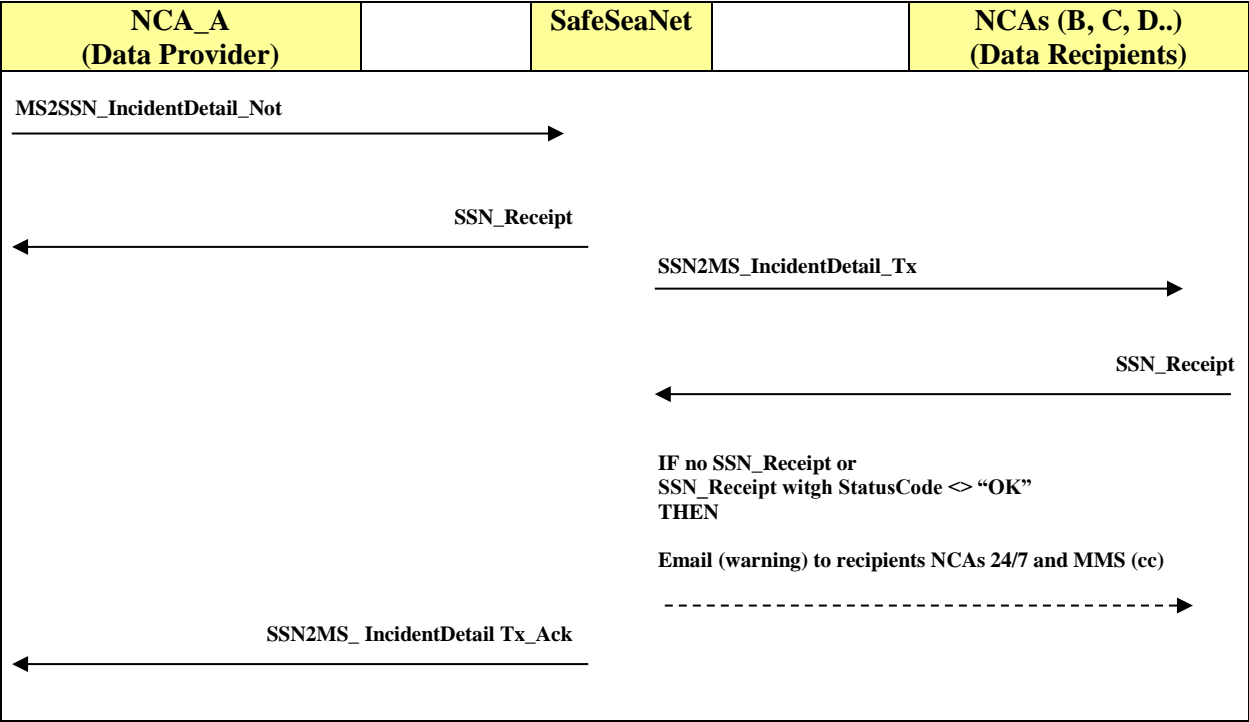 NCA_A
(Data Provider)
SafeSeaNet
NCAs (B, C, D..)
(Data Recipients)
MS2SSN_IncidentDetail_Not
SSN_Receipt
SSN2MS_IncidentDetail_Tx
SSN_Receipt
IF no SSN_Receipt or
SSN_Receipt witgh StatusCode <> “OK”
THEN
Email (warning) to recipients NCAs 24/7 and MMS (cc)
SSN2MS_ IncidentDetail Tx_Ack